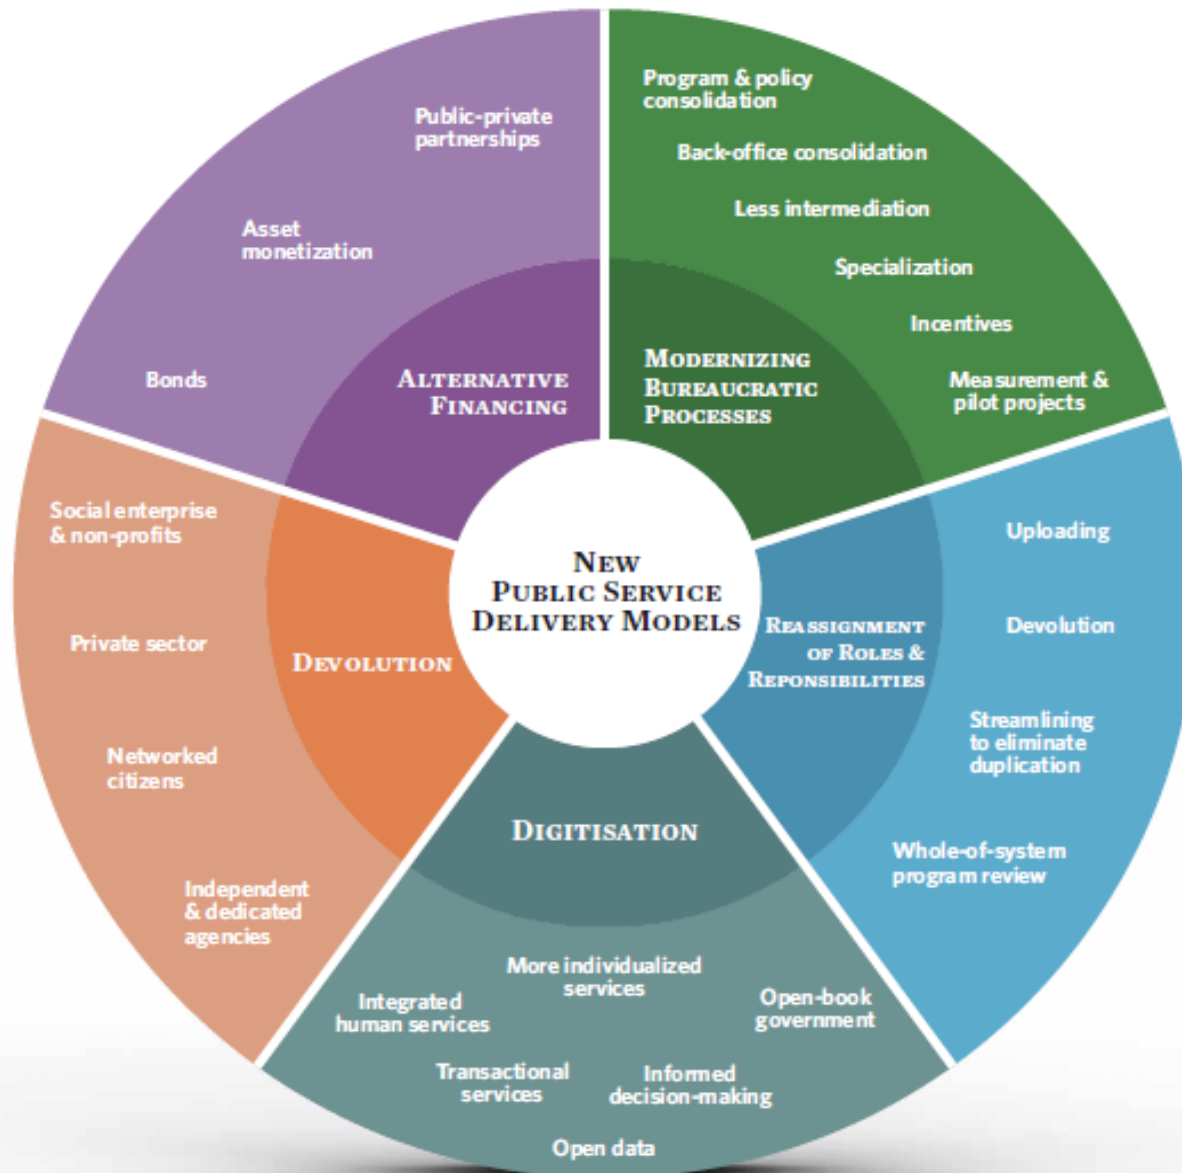 NEW
PUBLIC SERVICE
DELIVERY MODELS
MODERNIZING
BUREAUCRATIC
PROCESSES
Program & policy
consolidation
Back-office consolidation
Less intermediation
Specialization
Incentives
Measurement &
pilot projects
REASSIGNMENT
OF ROLES &
REPONSIBILITIES
Uploading
Devolution
Streamlining
to eliminate
duplication
Whole-of-system
program review
DIGITISATION
More individualized
services
Open-book
government
Integrated
human services
Transactional
services
Informed
decision-making
Open data
DEVOLUTION
Social enterprise
& non-profits
Private sector
Networked
citizens
Independent
& dedicated
agencies
ALTERNATIVE
FINANCING
Public-private
partnerships
Asset
monetization
Bonds